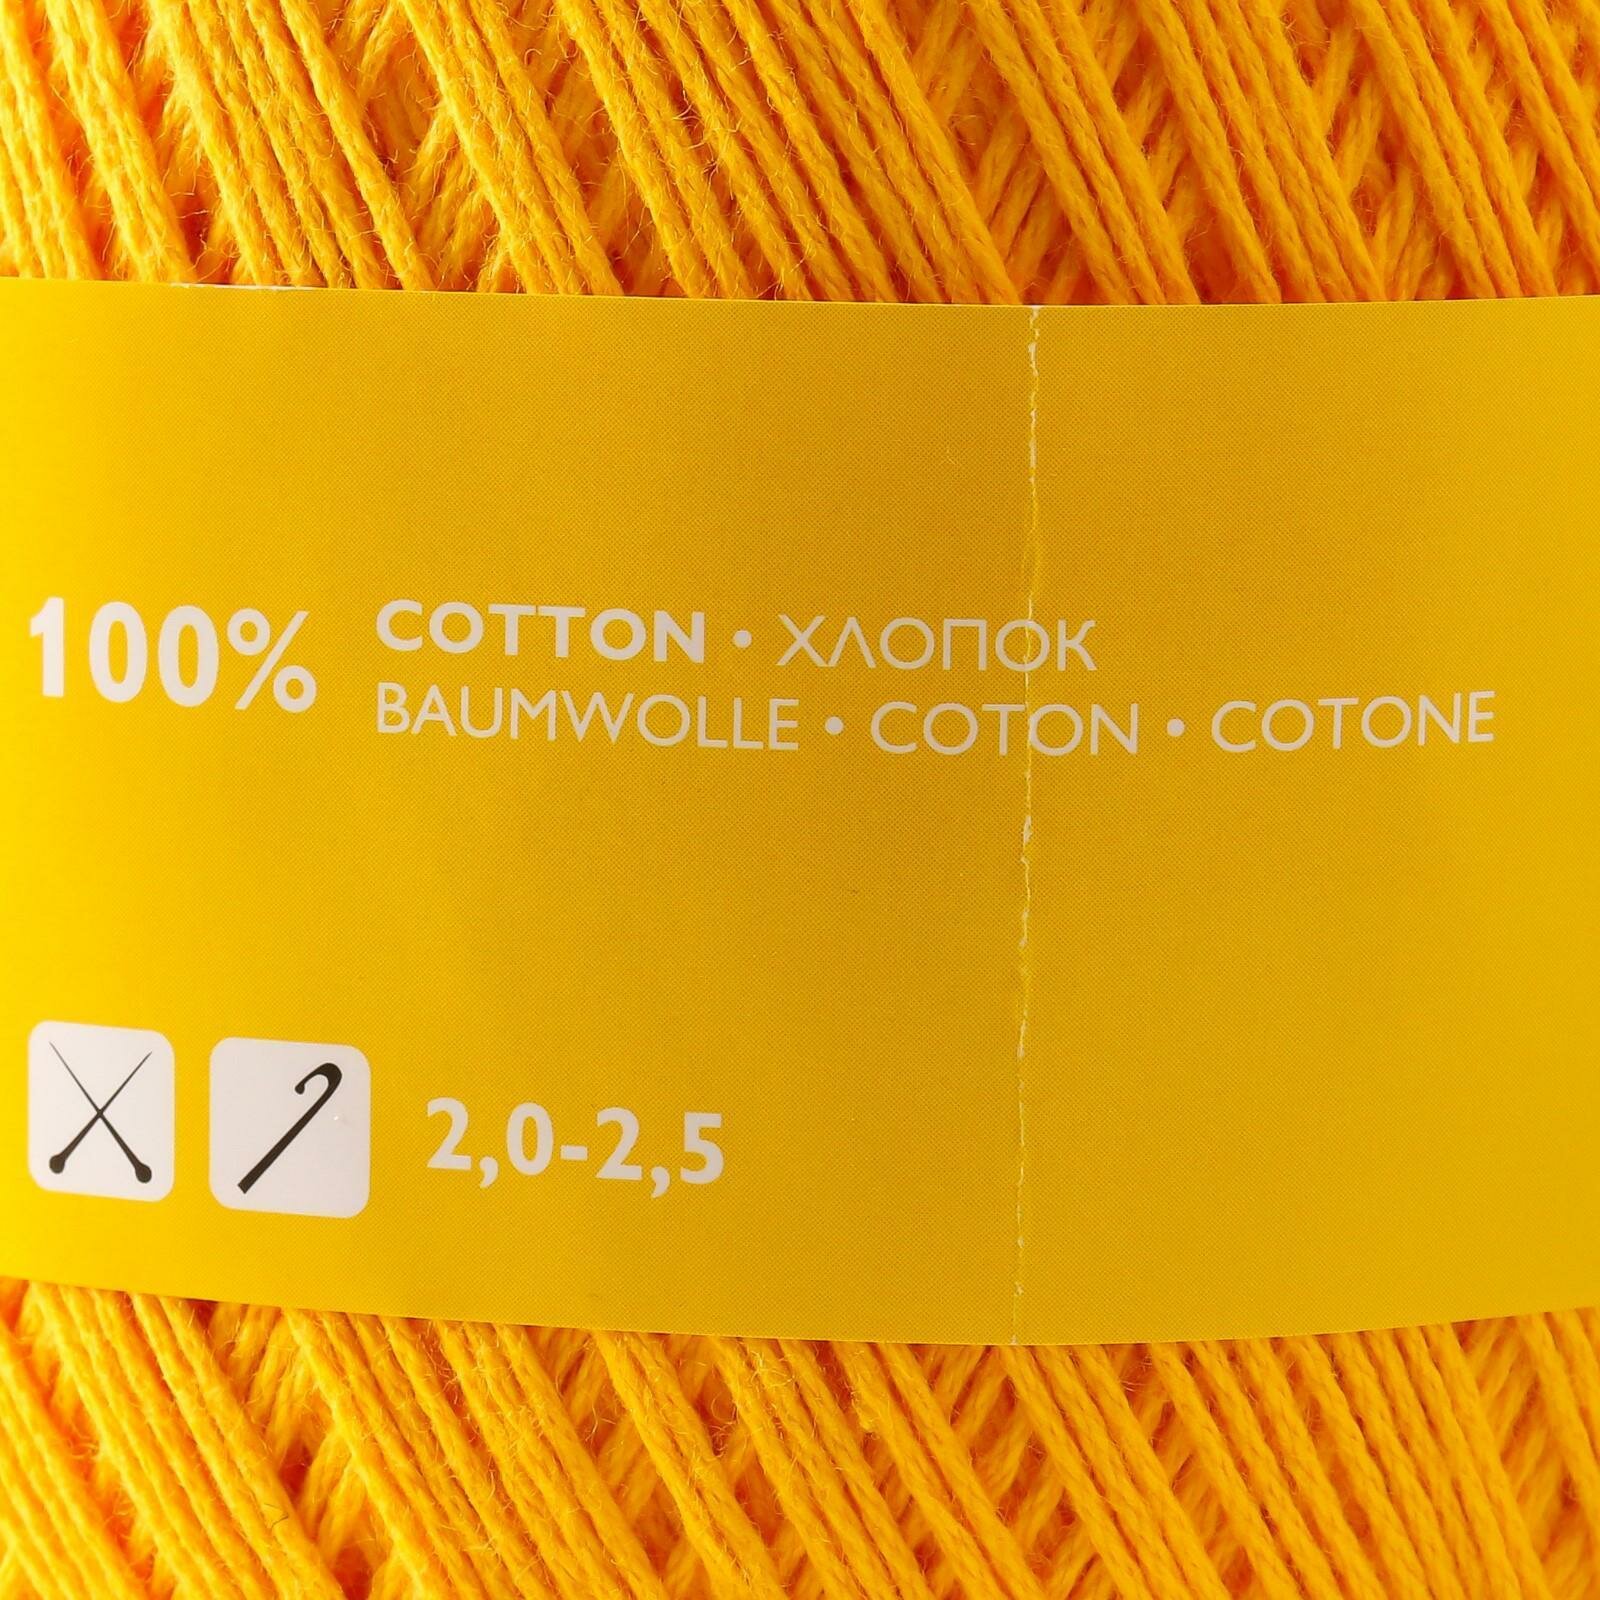 100% COTTON • ХЛОПОК
BAUMWOLLE • COTON • COTONE
2,0-2,5